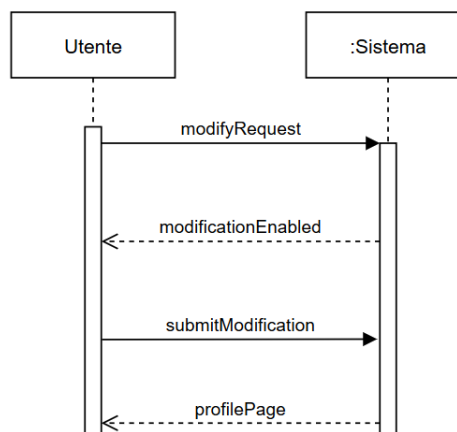 Utente
:Sistema
modifyRequest
modificationEnabled
submitModification
profilePage